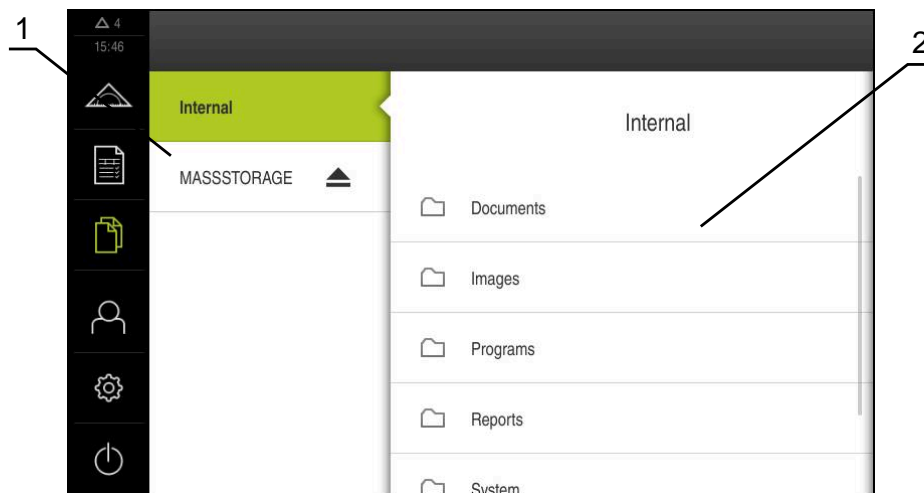 1
4
15:46
2
Internal
MASSSTORAGE
Internal
Documents
Images
Programs
Reports
System